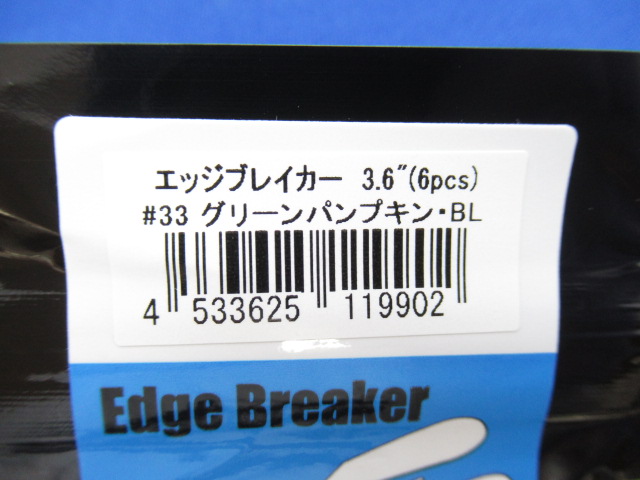 エッジブレイカー 3.6"(6pcs)
#33 グリーンパンプキン・BL
4 533625 119902
Edge Breaker